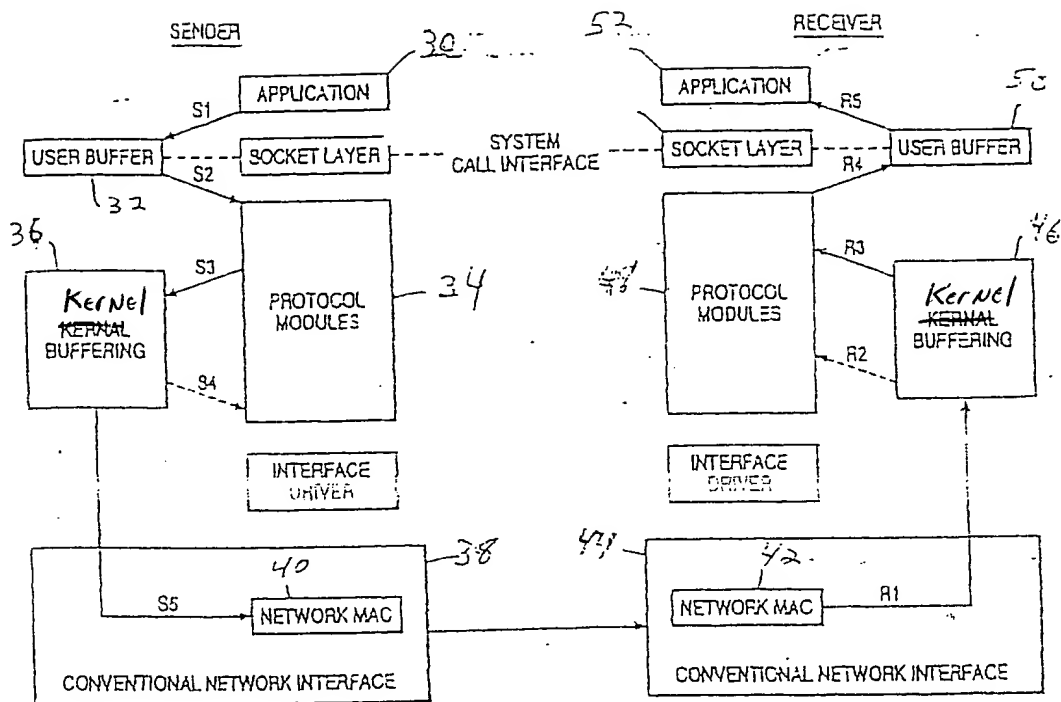 SENDER
RECEIVER
30
52
APPLICATION
APPLICATION
S1
R5
50
USER BUFFER
SOCKET LAYER
SYSTEM
CALL INTERFACE
SOCKET LAYER
USER BUFFER
S2
R4
32
36
46
S3
R3
Kernel
KERNAL
BUFFERING
PROTOCOL
MODULES
34
PROTOCOL
MODULES
Kernel
KERNAL
BUFFERING
S4
R2
INTERFACE
DRIVER
INTERFACE
DRIVER
38
40
42
S5
NETWORK MAC
NETWORK MAC
R1
CONVENTIONAL NETWORK INTERFACE
CONVENTIONAL NETWORK INTERFACE